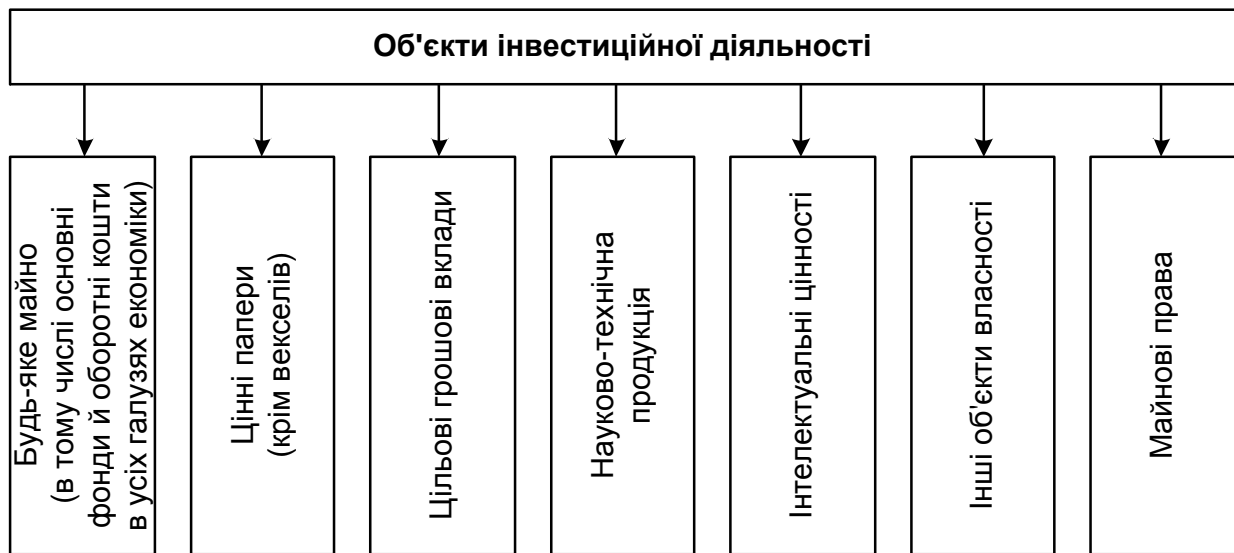 Об'єкти інвестиційної діяльності
Будь-яке майно
(в тому числі основні
фонди й оборотні кошти
в усіх галузях економіки)
Цінні папери
(крім векселів)
Цільові грошові вклади
Науково-технічна
продукція
Інтелектуальні цінності
Інші об'єкти власності
Майнові права